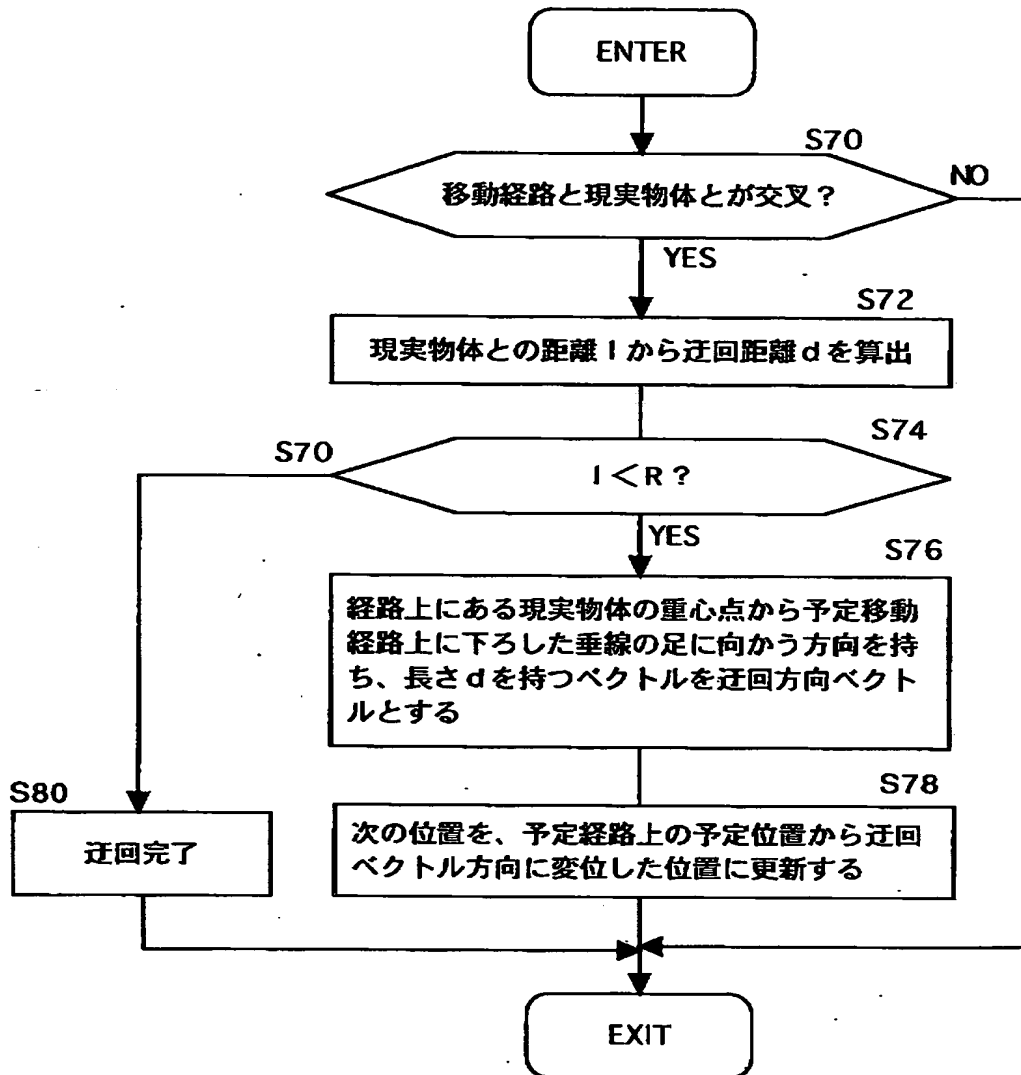 ENTER
S70
移動経路と現実物体とが交叉？
NO
YES
S72
現実物体との距離ｌから迂回距離ｄを算出
S74
S70
ｌ＜Ｒ？
YES
S76
経路上にある現実物体の重心点から予定移動
経路上に下ろした垂線の足に向かう方向を持
ち、長さｄを持つベクトルを迂回方向ベクト
ルとする
S78
S80
次の位置を、予定経路上の予定位置から迂回
ベクトル方向に変位した位置に更新する
迂回完了
EXIT